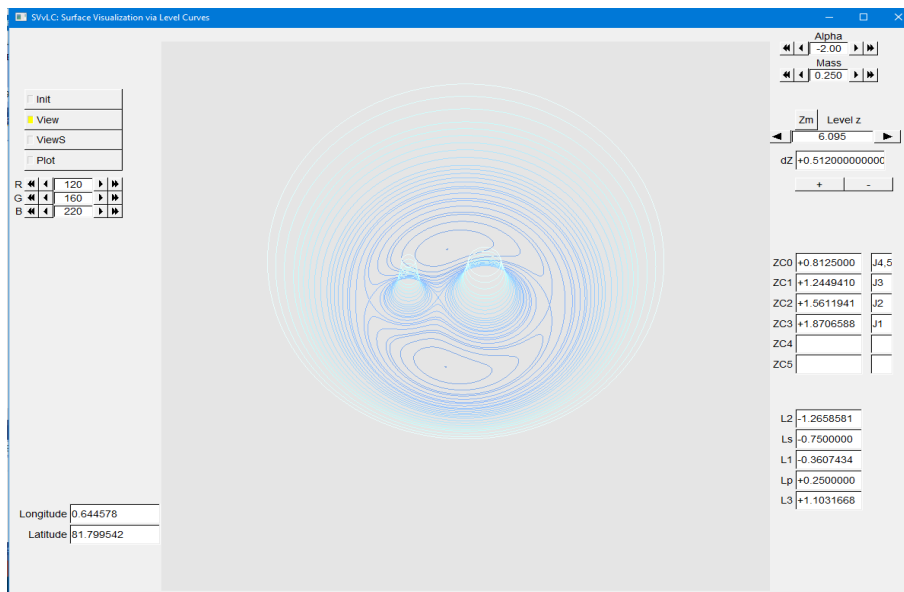 SVvLC: Surface Visualization via Level Curves
Alpha
-2.00
Mass
0.250
Init
View
ViewS
Plot
R 120
G 160
B 220
Zm Level z
6.095
dZ +0.512000000000
+ -
ZC0 +0.8125000 J4,5
ZC1 +1.2449410 J3
ZC2 +1.5611941 J2
ZC3 +1.8706588 J1
ZC4
ZC5
L2 -1.2658581
Ls -0.7500000
L1 -0.3607434
Lp +0.2500000
L3 +1.1031668
Longitude 0.644578
Latitude 81.799542